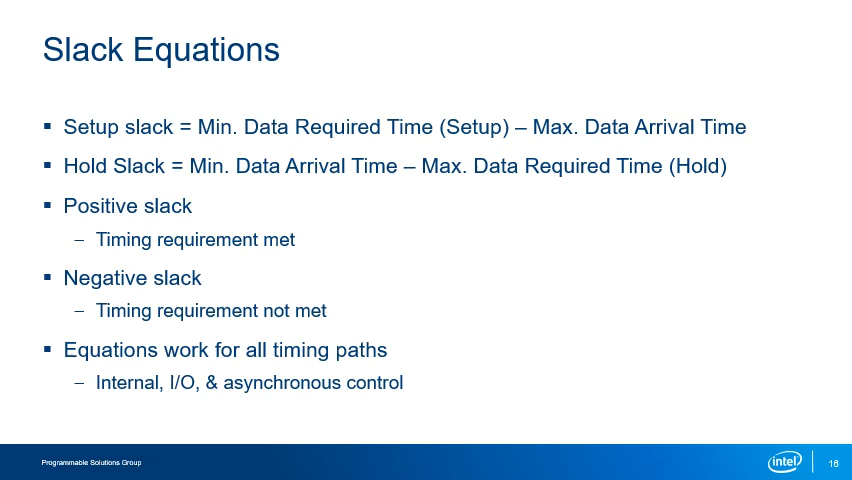 Slack Equations
▪ Setup slack = Min. Data Required Time (Setup) – Max. Data Arrival Time
▪ Hold Slack = Min. Data Arrival Time – Max. Data Required Time (Hold)
▪ Positive slack
– Timing requirement met
▪ Negative slack
– Timing requirement not met
▪ Equations work for all timing paths
– Internal, I/O, & asynchronous control
Programmable Solutions Group
intel
16